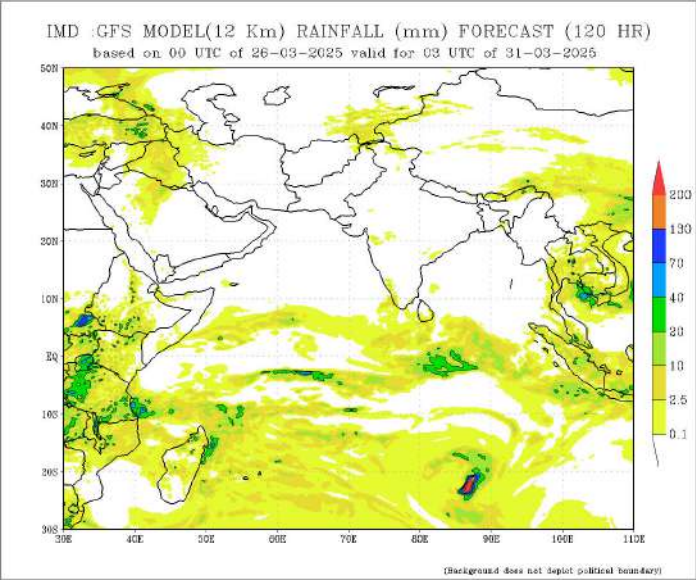 IMD :GFS MODEL(12 Km) RAINFALL (mm) FORECAST (120 HR)
based on 00 UTC of 26-03-2025 valid for 03 UTC of 31-03-2025
50N
40N
30N
20N
10N
EQ
10S
20S
30S
30E 40E 50E 60E 70E 80E 90E 100E 110E
200
130
70
40
20
10
2.5
0.1
(Background does not depict political boundary)